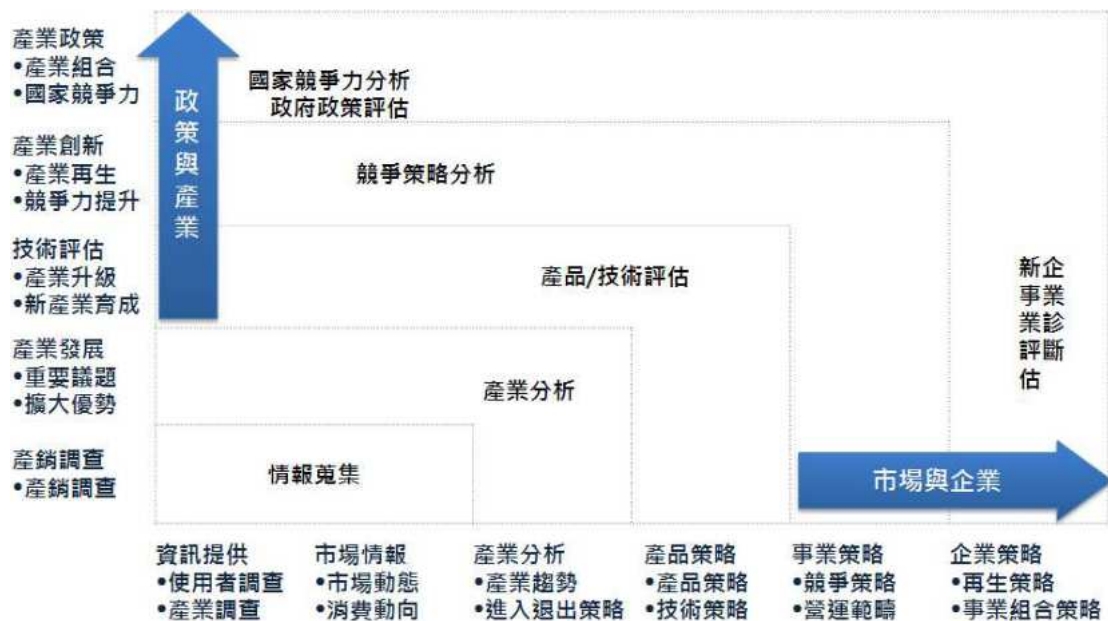 產業政策
•產業組合
•國家競爭力
產業創新
•產業再生
•競爭力提升
技術評估
•產業升級
•新產業育成
產業發展
•重要議題
•擴大優勢
產銷調查
•產銷調查
政策與產業
國家競爭力分析
政府政策評估
競爭策略分析
產品/技術評估
產業分析
情報蒐集
企業診斷
新事業評估
市場與企業
資訊提供
•使用者調查
•產業調查
市場情報
•市場動態
•消費動向
產業分析
•產業趨勢
•進入退出策略
產品策略
•產品策略
•技術策略
事業策略
•競爭策略
•營運範疇
企業策略
•再生策略
•事業組合策略